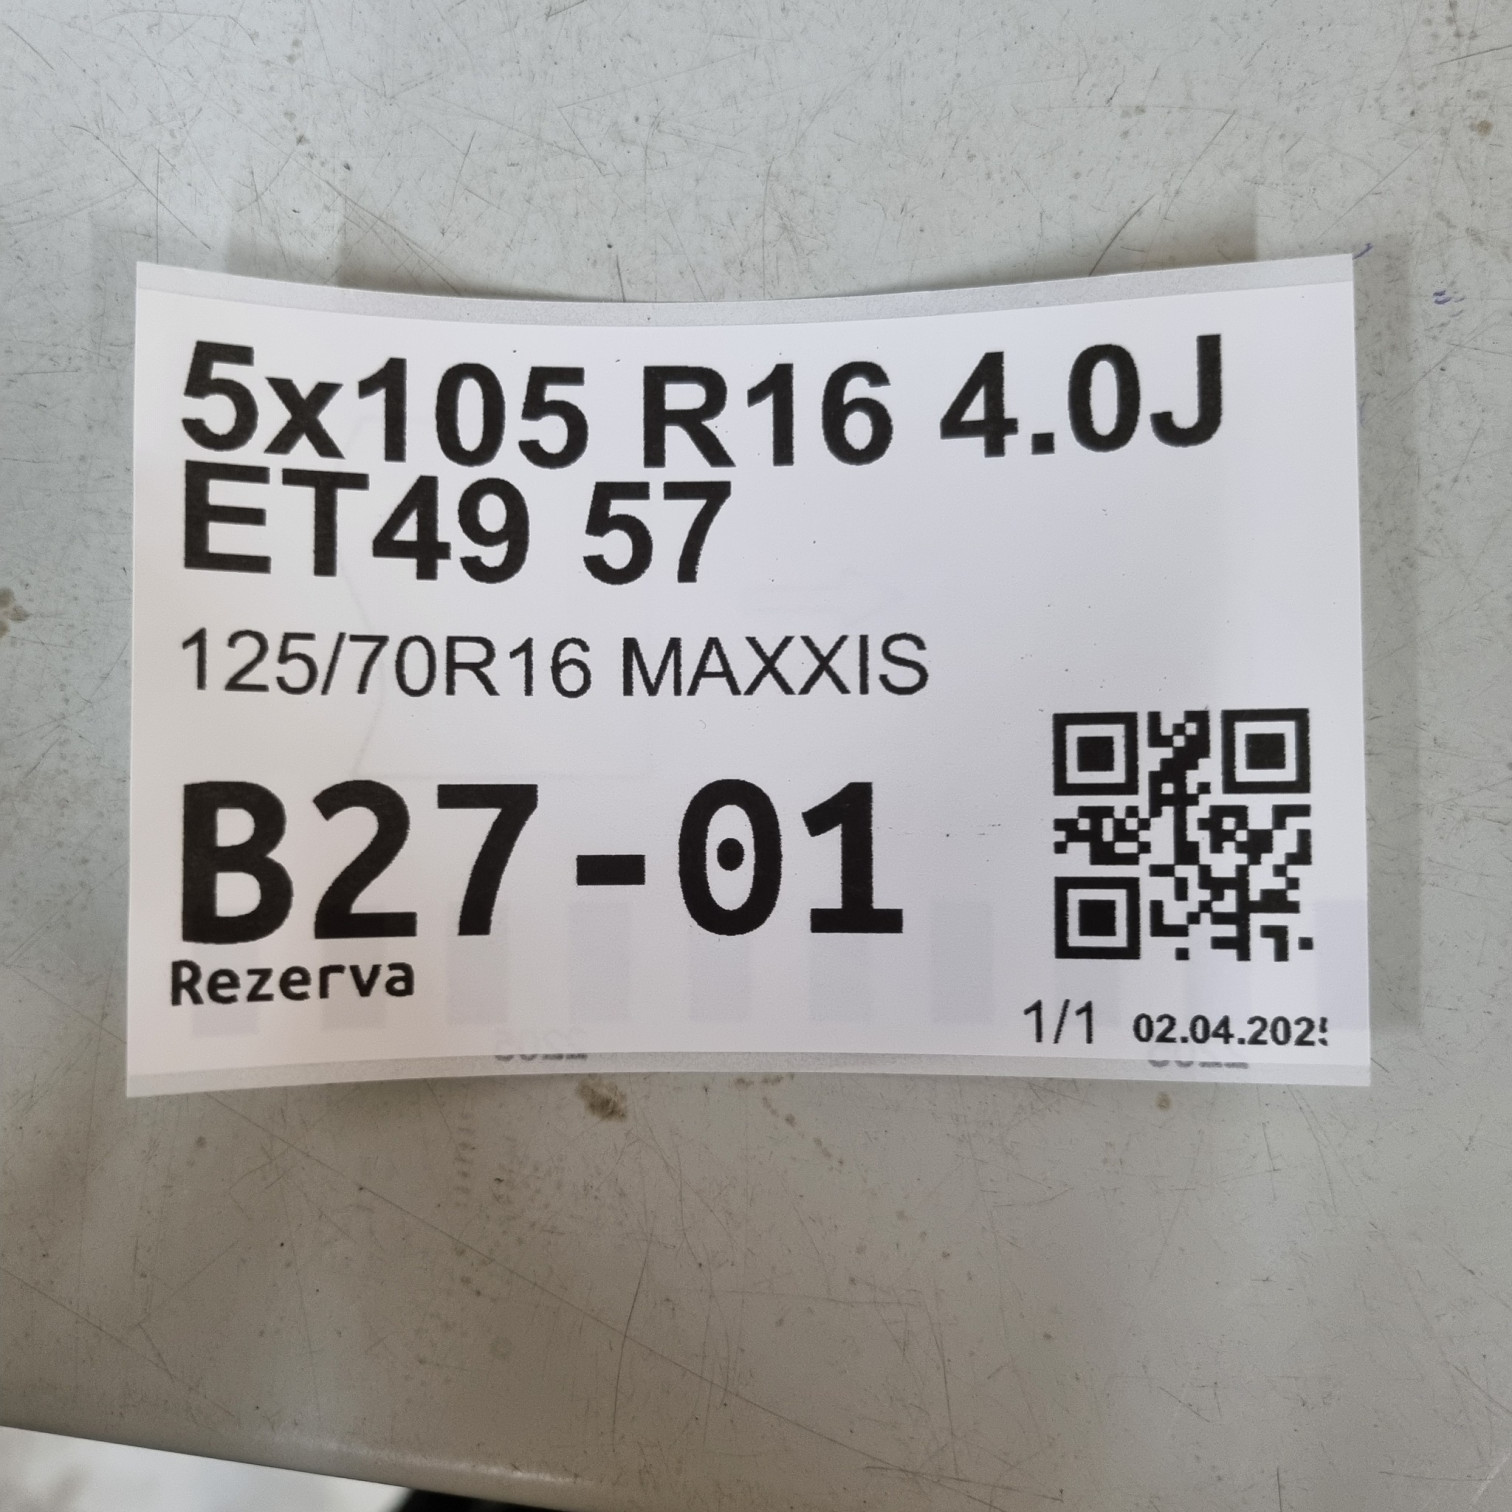 5x105 R16 4.0J
ET49 57
125/70R16 MAXXIS
B27-01
Rezerva
1/1 02.04.2025